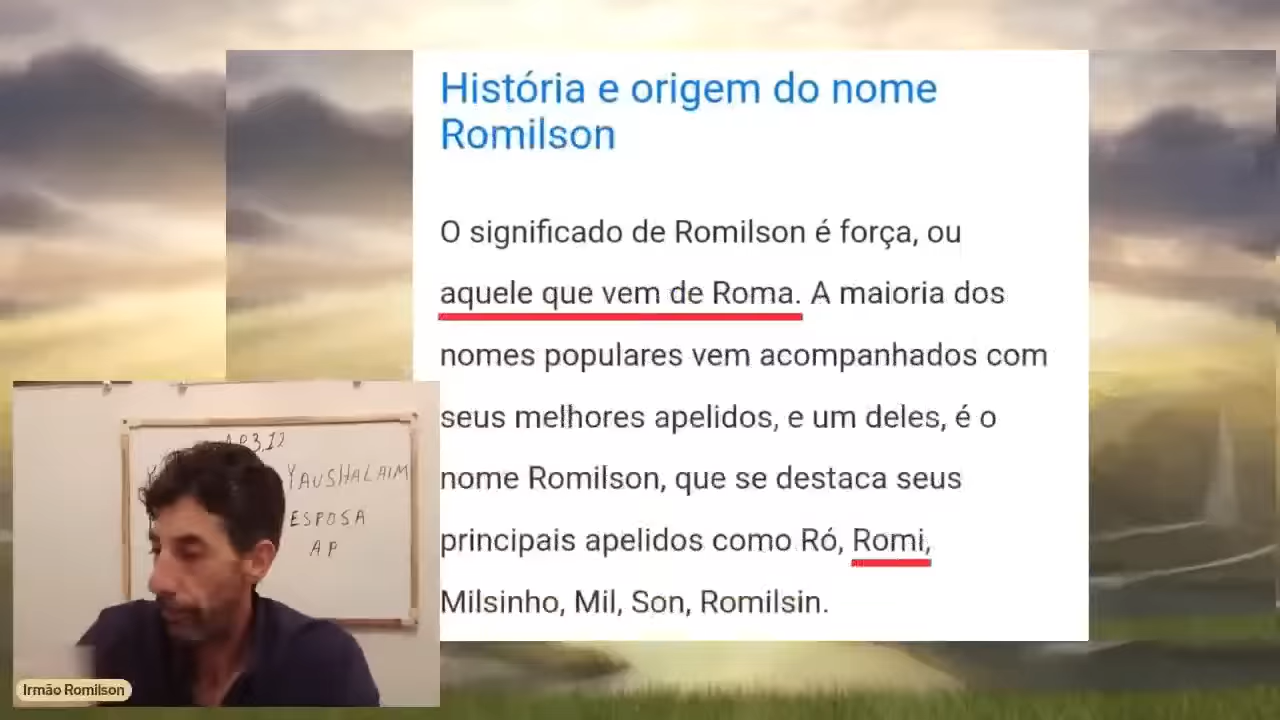 História e origem do nome
Romilson
O significado de Romilson é força, ou
aquele que vem de Roma. A maioria dos
nomes populares vem acompanhados com
seus melhores apelidos, e um deles, é o
nome Romilson, que se destaca seus
principais apelidos como Ró, Romi,
Milsinho, Mil, Son, Romilsin.
AP3,12
YAUSHALAIM
ESPOSA
AP
Irmão Romilson